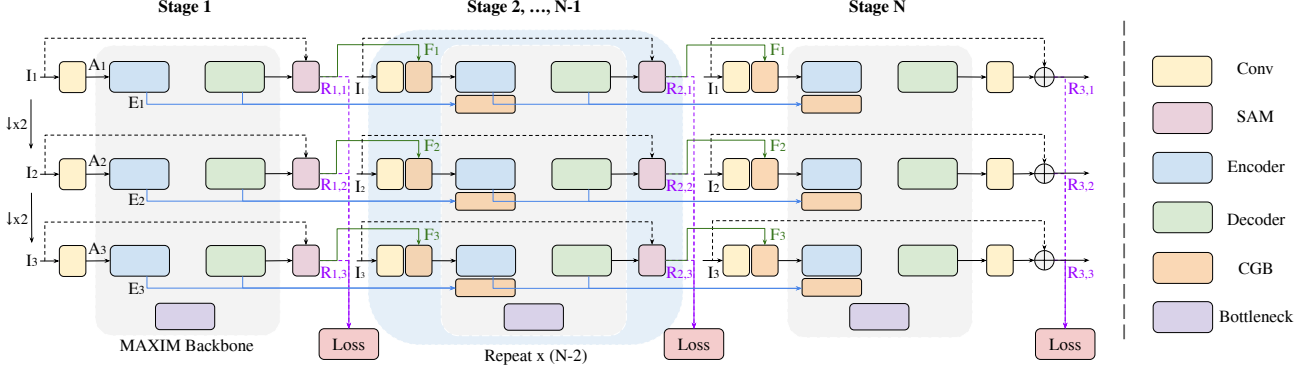 Stage 1
Stage 2, …, N-1
Stage N
I1
A1
E1
R1,1
F1
I1
R2,1
F1
I1
R3,1
↓x2
I2
A2
E2
R1,2
F2
I2
R2,2
F2
I2
R3,2
↓x2
I3
A3
E3
R1,3
F3
I3
R2,3
F3
I3
R3,3
MAXIM Backbone
Loss
Repeat x (N-2)
Loss
Loss
Conv
SAM
Encoder
Decoder
CGB
Bottleneck